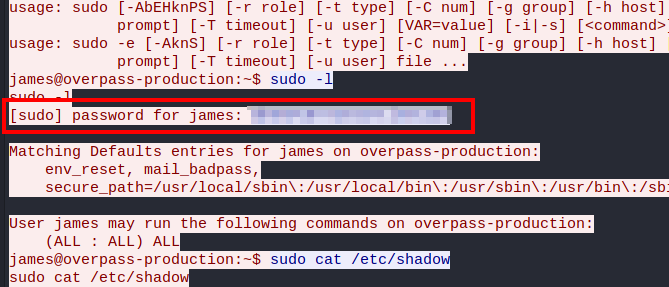 usage: sudo [-AbEHknPS] [-r role] [-t type] [-C num] [-g group] [-h host]
prompt] [-T timeout] [-u user] [VAR=value] [-i|-s] [<command>
usage: sudo -e [-AknS] [-r role] [-t type] [-C num] [-g group] [-h host] [
prompt] [-T timeout] [-u user] file ...
james@overpass-production:~$ sudo -l
sudo -l
[sudo] password for james:
Matching Defaults entries for james on overpass-production:
env_reset, mail_badpass,
secure_path=/usr/local/sbin\:/usr/local/bin\:/usr/sbin\:/usr/bin\:/sbi
User james may run the following commands on overpass-production:
(ALL : ALL) ALL
james@overpass-production:~$ sudo cat /etc/shadow
sudo cat /etc/shadow